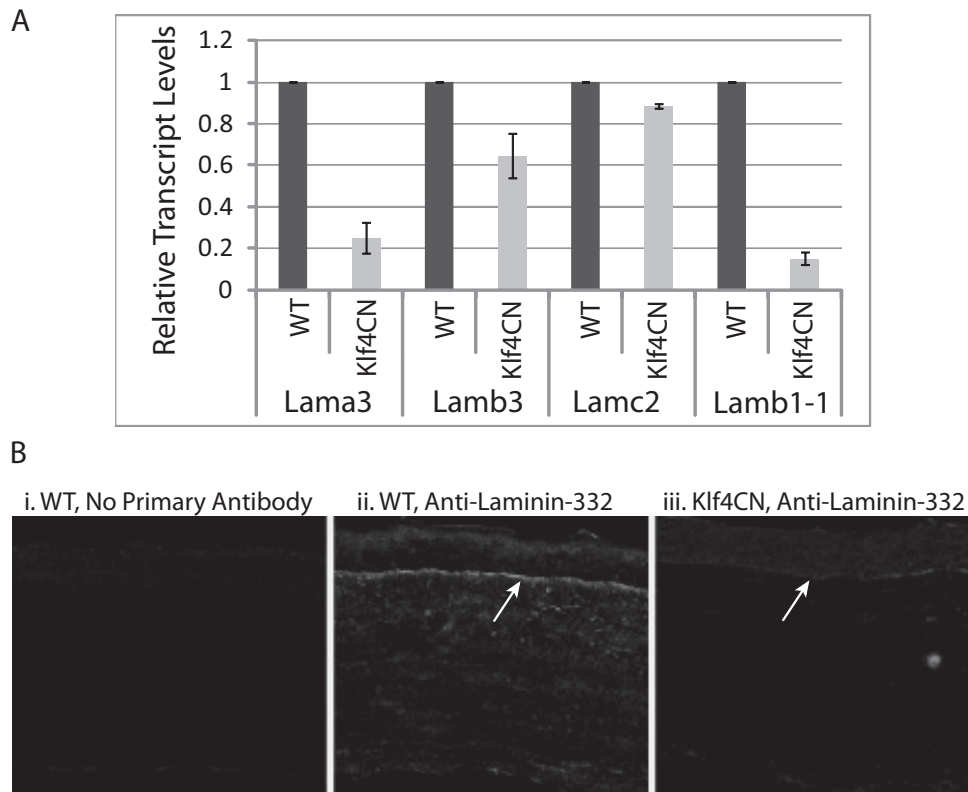 A
Relative Transcript Levels
1.2
1
0.8
0.6
0.4
0.2
0
WT
Klf4CN
WT
Klf4CN
WT
Klf4CN
WT
Klf4CN
Lama3
Lamb3
Lamc2
Lamb1-1
B
i. WT, No Primary Antibody
ii. WT, Anti-Laminin-332
iii. Klf4CN, Anti-Laminin-332